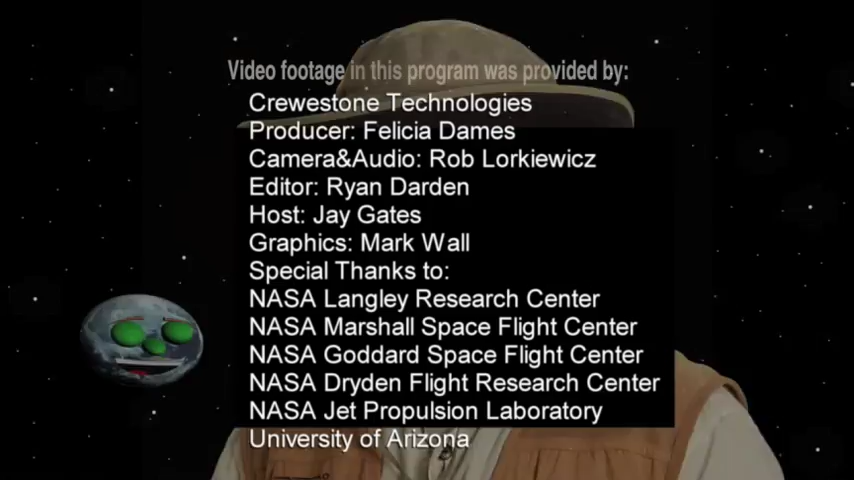 Video footage in this program was provided by:
Crewestone Technologies
Producer: Felicia Dames
Camera&Audio: Rob Lorkiewicz
Editor: Ryan Darden
Host: Jay Gates
Graphics: Mark Wall
Special Thanks to:
NASA Langley Research Center
NASA Marshall Space Flight Center
NASA Goddard Space Flight Center
NASA Dryden Flight Research Center
NASA Jet Propulsion Laboratory
University of Arizona